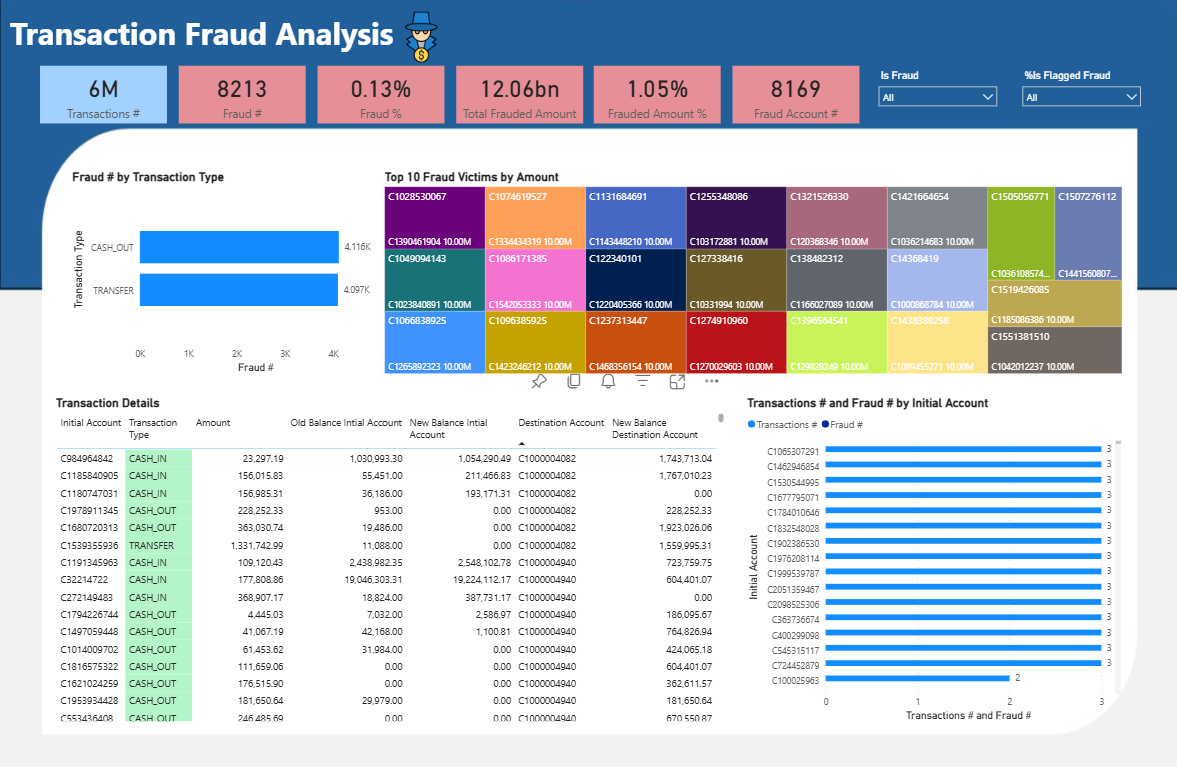 Transaction Fraud Analysis
6M
Transactions #
8213
Fraud #
0.13%
Fraud %
12.06bn
Total Frauded Amount
1.05%
Frauded Amount %
8169
Fraud Account #
Is Fraud
All
%Is Flagged Fraud
All
Fraud # by Transaction Type
Transaction Type
CASH_OUT 4.116K
TRANSFER 4.097K
0K 1K 2K 3K 4K
Fraud #
Top 10 Fraud Victims by Amount
C1028530067
C1390461904 10.00M
C1074619527
C1334434319 10.00M
C1131684691
C1143448210 10.00M
C1255348086
C103172881 10.00M
C1321526330
C120368346 10.00M
C1421664654
C1036214683 10.00M
C1505056771
C1036108574...
C1507276112
C1441560807...
C1049094143
C1023840891 10.00M
C1086171385
C1542053333 10.00M
C122340101
C1220405366 10.00M
C127338416
C10331994 10.00M
C138482312
C1166027089 10.00M
C14368419
C1000868784 10.00M
C1519426085
C1185086386 10.00M
C1066838925
C1265892323 10.00M
C1096385925
C1423246212 10.00M
C1237313447
C1468356154 10.00M
C1274910960
C1270029603 10.00M
C1396564541
C129828249 10.00M
C1438388258
C1089455271 10.00M
C1551381510
C1042012237 10.00M
Transaction Details
Initial Account Transaction Type Amount Old Balance Intial Account New Balance Intial Account Destination Account New Balance Destination Account
C984964842 CASH_IN 23,297.19 1,030,993.30 1,054,290.49 C1000004082 1,743,713.04
C1185840905 CASH_IN 156,015.83 55,451.00 211,466.83 C1000004082 1,767,010.23
C1180747031 CASH_IN 156,985.31 36,186.00 193,171.31 C1000004082 0.00
C1978911345 CASH_OUT 228,252.33 953.00 0.00 C1000004082 228,252.33
C1680720313 CASH_OUT 363,030.74 19,486.00 0.00 C1000004082 1,923,026.06
C1539355936 TRANSFER 1,331,742.99 11,088.00 0.00 C1000004082 1,559,995.31
C1191345963 CASH_IN 109,120.43 2,438,982.35 2,548,102.78 C1000004940 723,759.75
C32214722 CASH_IN 177,808.86 19,046,303.31 19,224,112.17 C1000004940 604,401.07
C272149483 CASH_IN 368,907.17 18,824.00 387,731.17 C1000004940 0.00
C1794226744 CASH_OUT 4,445.03 7,032.00 2,586.97 C1000004940 186,095.67
C1497059448 CASH_OUT 41,067.19 42,168.00 1,100.81 C1000004940 764,826.94
C1014009702 CASH_OUT 61,453.62 31,984.00 0.00 C1000004940 424,065.18
C1816575322 CASH_OUT 111,659.06 0.00 0.00 C1000004940 604,401.07
C1621024259 CASH_OUT 176,515.90 0.00 0.00 C1000004940 362,611.57
C1953934428 CASH_OUT 181,650.64 29,979.00 0.00 C1000004940 181,650.64
C553436408 CASH_OUT 246,485.69 0.00 0.00 C1000004940 670,550.87
Transactions # and Fraud # by Initial Account
Transactions # Fraud #
Initial Account
C1065307291 3
C1462946854 3
C1530544995 3
C1677795071 3
C1784010646 3
C1832548028 3
C1902386530 3
C1976208114 3
C1999539787 3
C2051359467 3
C2098525306 3
C363736674 3
C400299098 3
C545315117 3
C724452879 3
C100025963 2
0 1 2 3
Transactions # and Fraud #